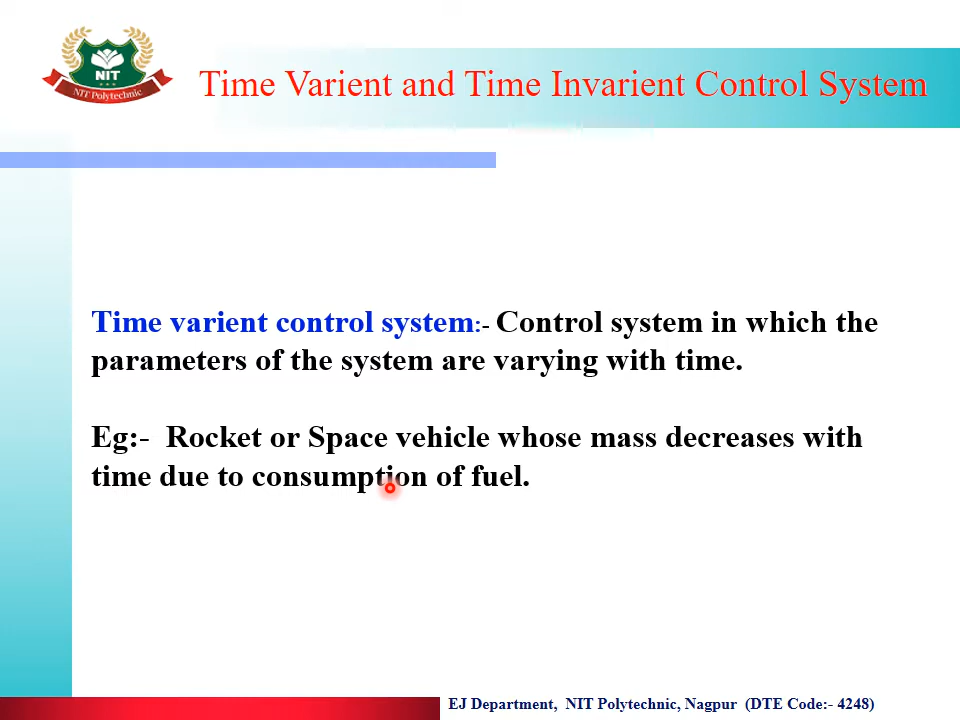 NIT
NIT Polytechnic
Time Varient and Time Invarient Control System
Time varient control system:- Control system in which the
parameters of the system are varying with time.
Eg:-  Rocket or Space vehicle whose mass decreases with
time due to consumption of fuel.
EJ Department,  NIT Polytechnic, Nagpur  (DTE Code:- 4248)